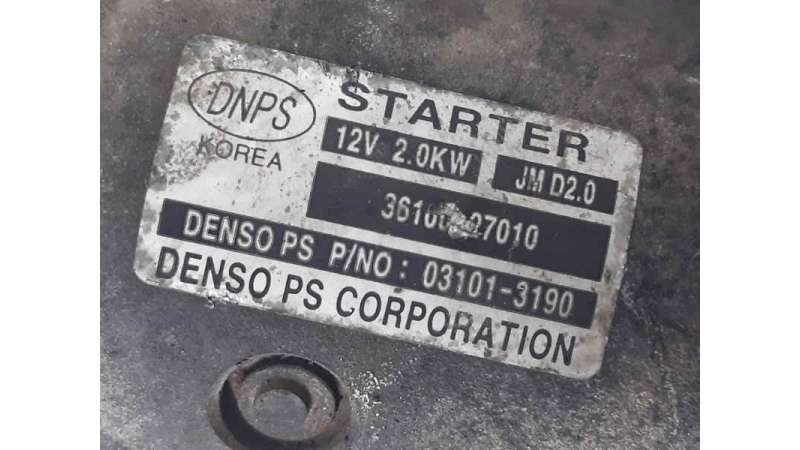 DNPS
KOREA
STARTER
12V 2.0KW
JM D2.0
DENSO PS P/NO : 03101-3190
DENSO PS CORPORATION